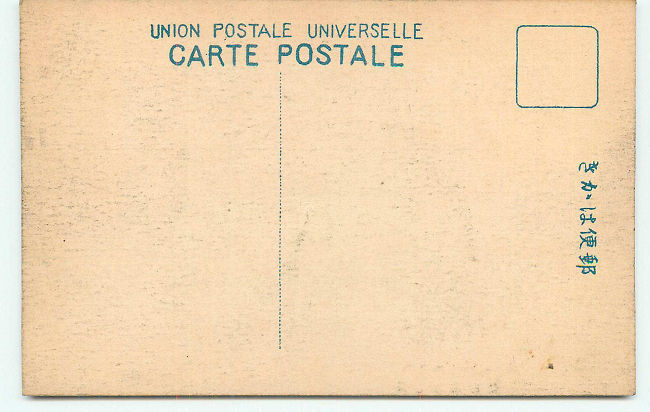 UNION POSTALE UNIVERSELLE
CARTE POSTALE
郵便はがき